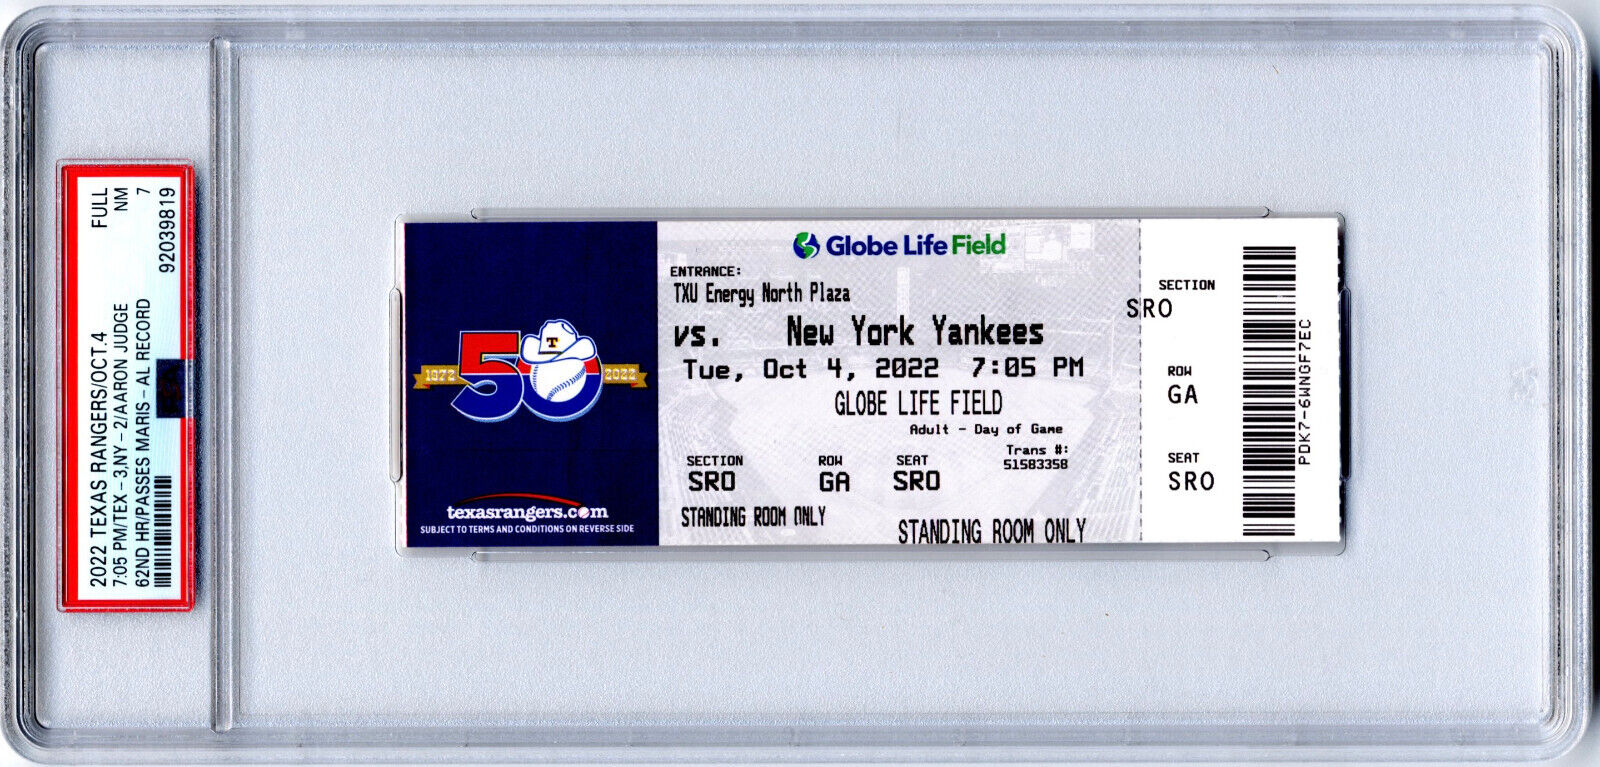 2022 TEXAS RANGERS/OCT.4 FULL
7:05 PM/TEX - 3,NY - 2/AARON JUDGE NM
62ND HR/PASSES MARIS - AL RECORD 7
92039819
1972 50 2022
T
texasrangers.com
SUBJECT TO TERMS AND CONDITIONS ON REVERSE SIDE
Globe Life Field
ENTRANCE:
TXU Energy North Plaza
vs. New York Yankees
Tue, Oct 4, 2022 7:05 PM
GLOBE LIFE FIELD
Adult - Day of Game
Trans #:
51583358
SECTION ROW SEAT
SRO GA SRO
STANDING ROOM ONLY
STANDING ROOM ONLY
SECTION
SRO
ROW
GA
SEAT
SRO
PDK7-6WNGF7EC